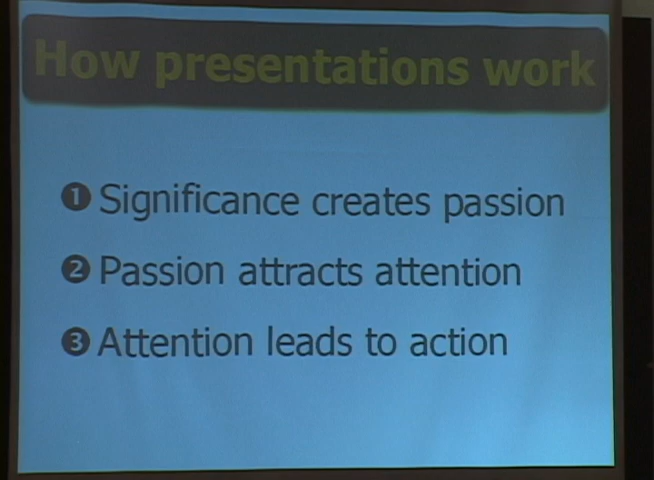 How presentations work
❶ Significance creates passion
❷ Passion attracts attention
❸ Attention leads to action